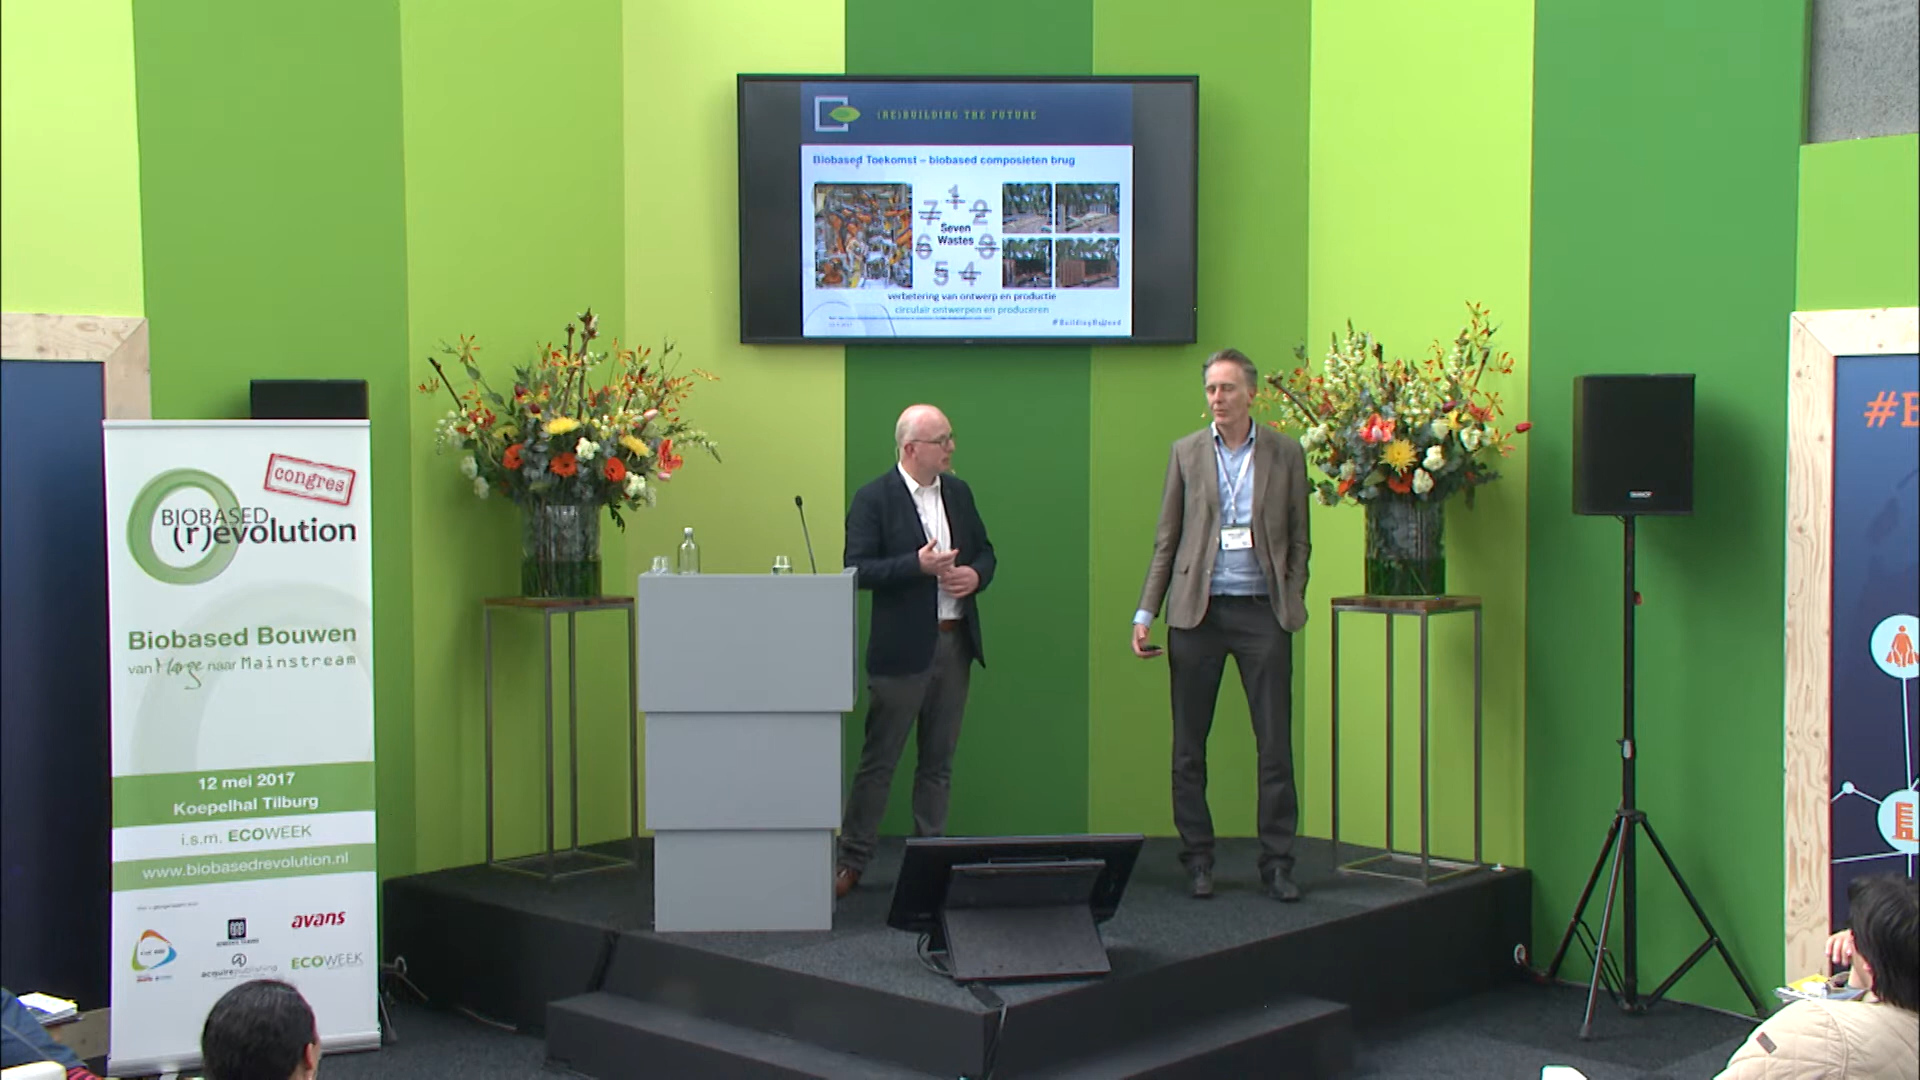 (RE)BUILDING THE FUTURE
Biobased Toekomst – biobased composieten brug
1
7
2
Seven
Wastes
6
3
5
4
verbetering van ontwerp en productie
circulair ontwerpen en produceren
congres
BIOBASED
(r)evolution
Biobased Bouwen
van Marge naar Mainstream
12 mei 2017
Koepelhal Tilburg
i.s.m. ECOWEEK
www.biobasedrevolution.nl
avans
acquirepublishing
ECOWEEK